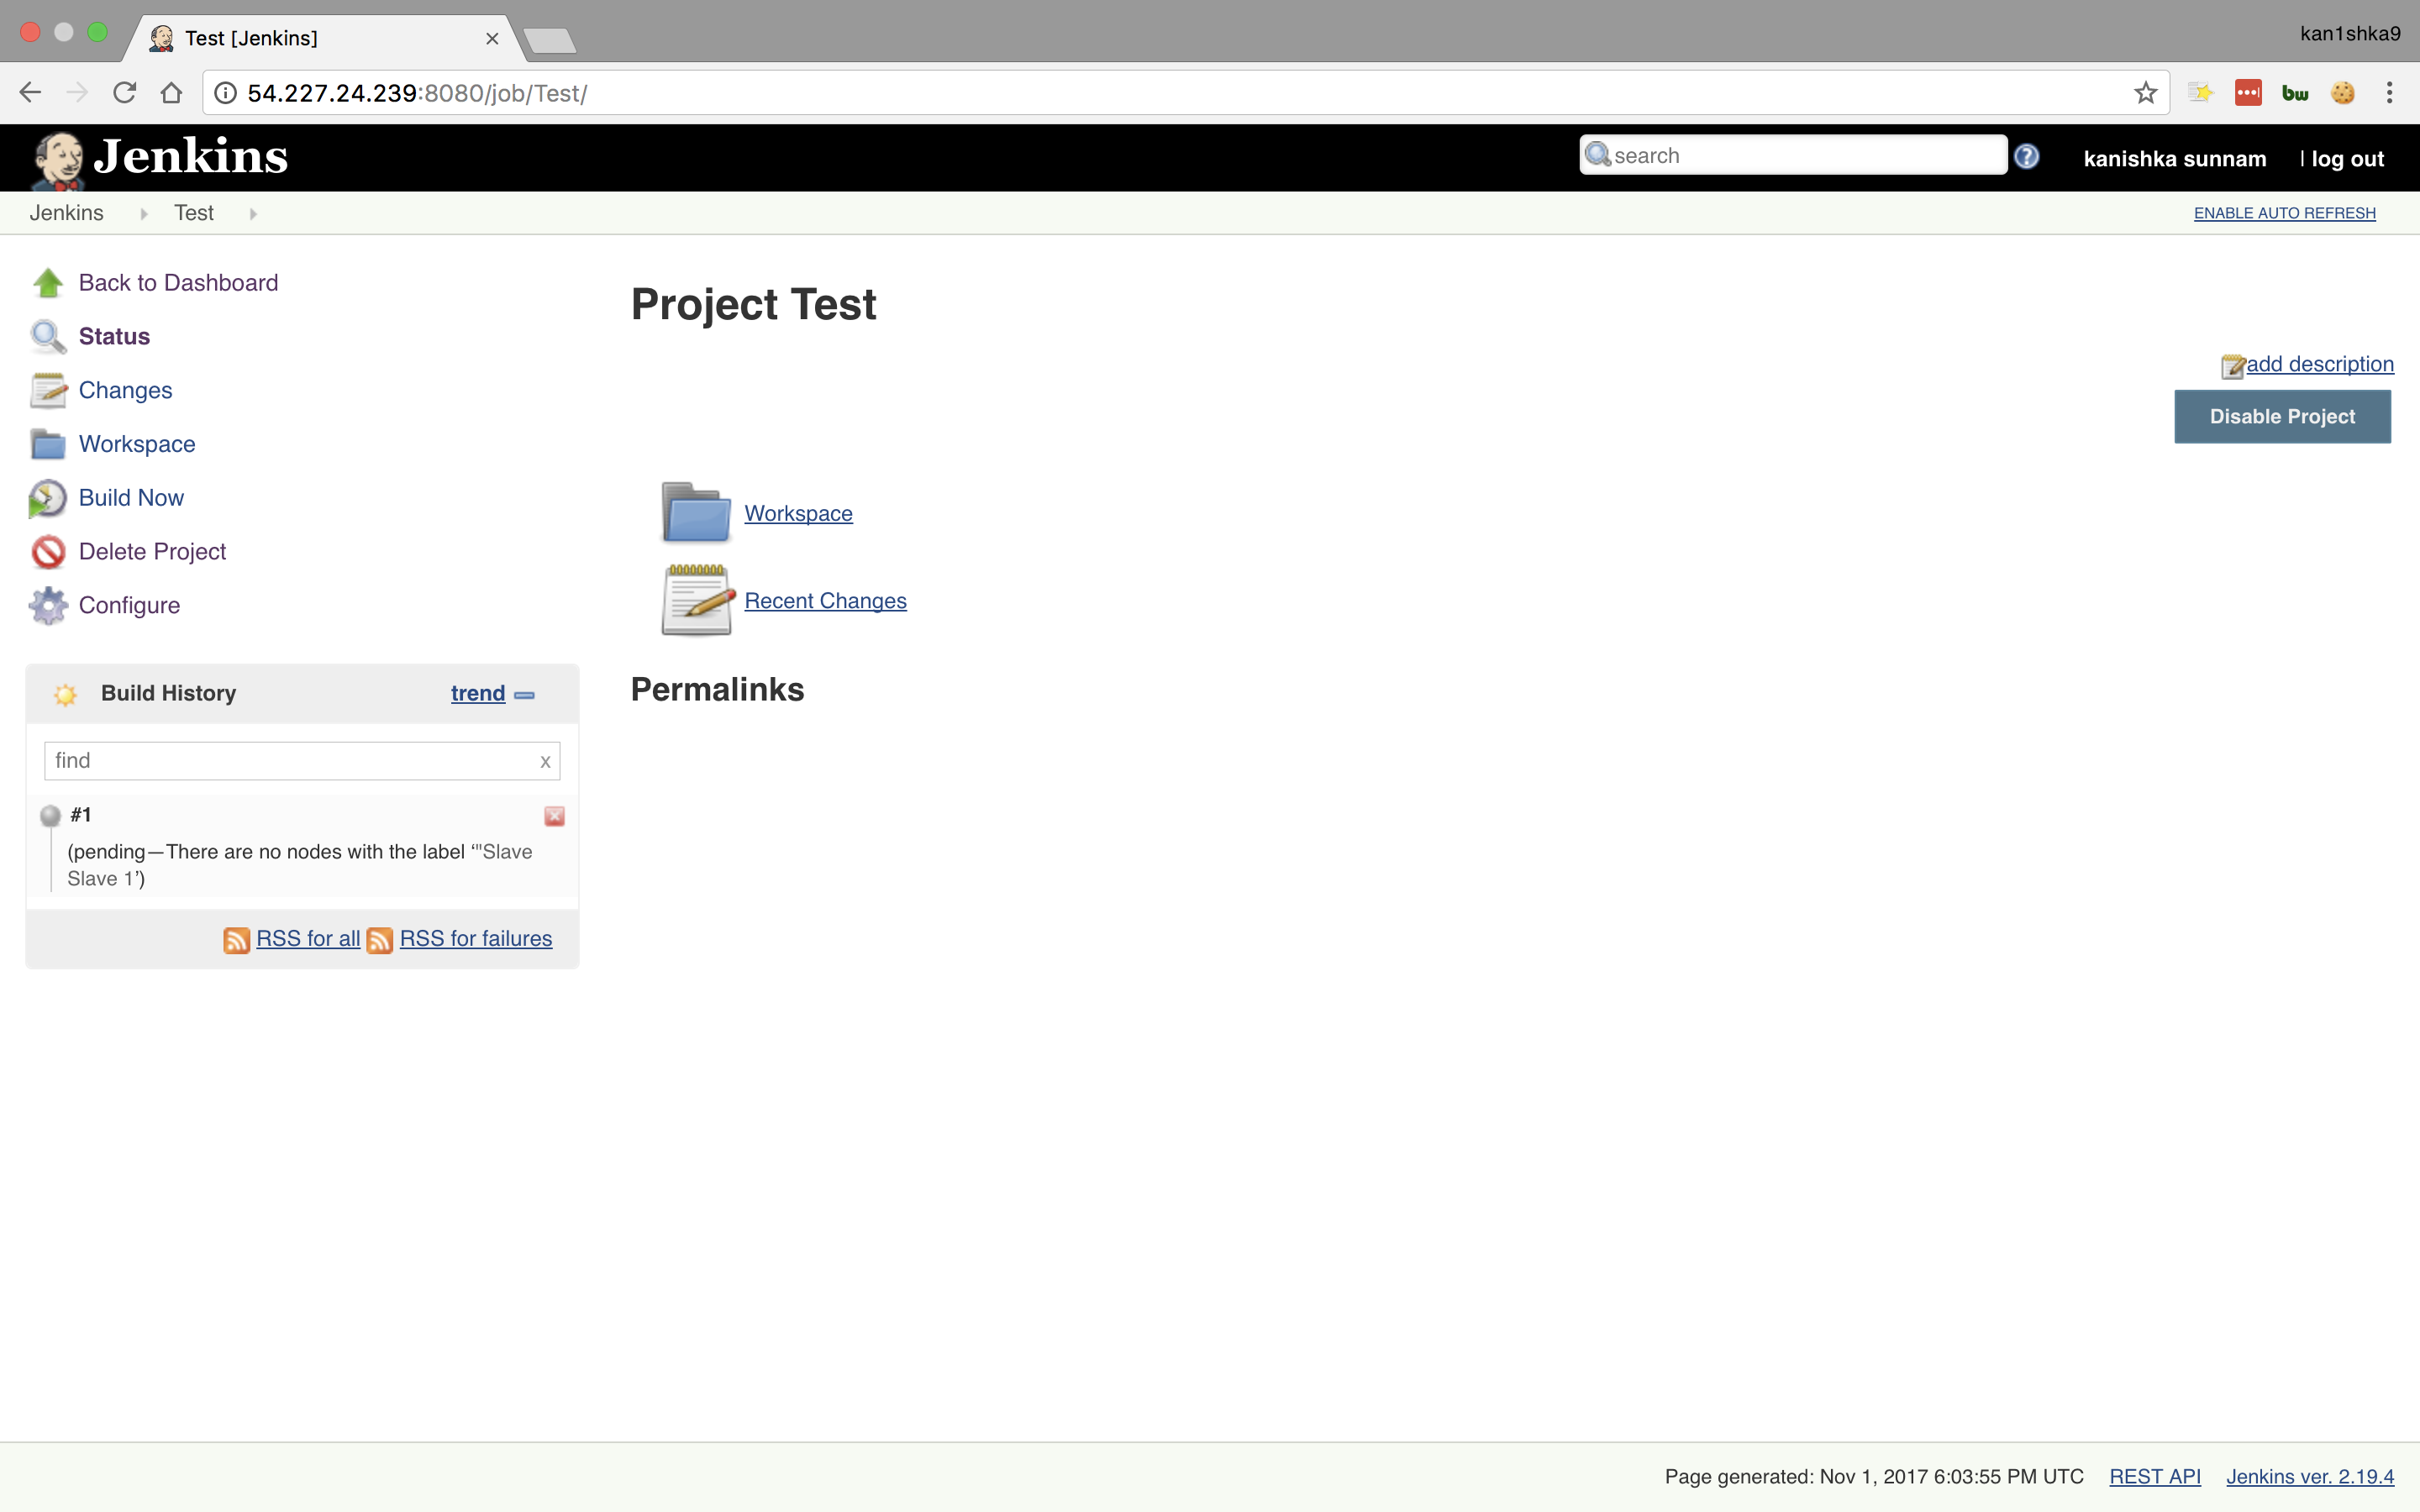 Test [Jenkins]
kan1shka9
54.227.24.239:8080/job/Test/
bw
Jenkins
search
kanishka sunnam
| log out
Jenkins
Test
ENABLE AUTO REFRESH
Back to Dashboard
Status
Changes
Workspace
Build Now
Delete Project
Configure
Project Test
add description
Disable Project
Workspace
Recent Changes
Permalinks
Build History
trend
find
x
#1
(pending—There are no nodes with the label ‘"Slave
Slave 1’)
RSS for all
RSS for failures
Page generated: Nov 1, 2017 6:03:55 PM UTC
REST API
Jenkins ver. 2.19.4